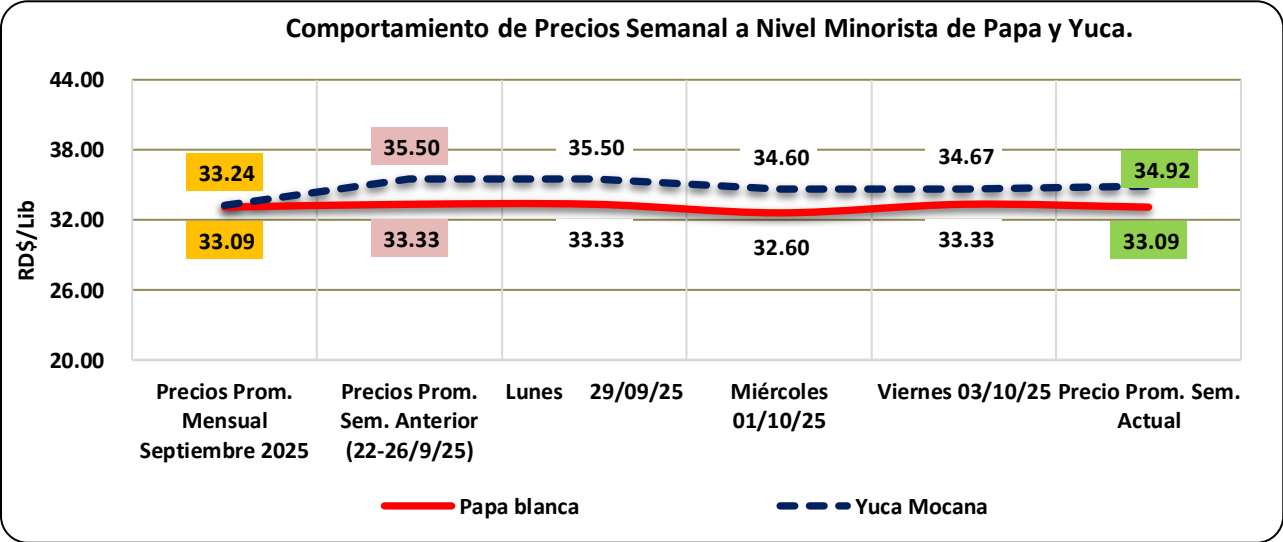 Comportamiento de Precios Semanal a Nivel Minorista de Papa y Yuca.
RD$/Lib
44.00
38.00
32.00
26.00
20.00
33.24
35.50
35.50
34.60
34.67
34.92
33.09
33.33
33.33
32.60
33.33
33.09
Precios Prom.
Mensual
Septiembre 2025
Precios Prom.
Sem. Anterior
(22-26/9/25)
Lunes 29/09/25
Miércoles
01/10/25
Viernes 03/10/25
Precio Prom. Sem.
Actual
Papa blanca
Yuca Mocana